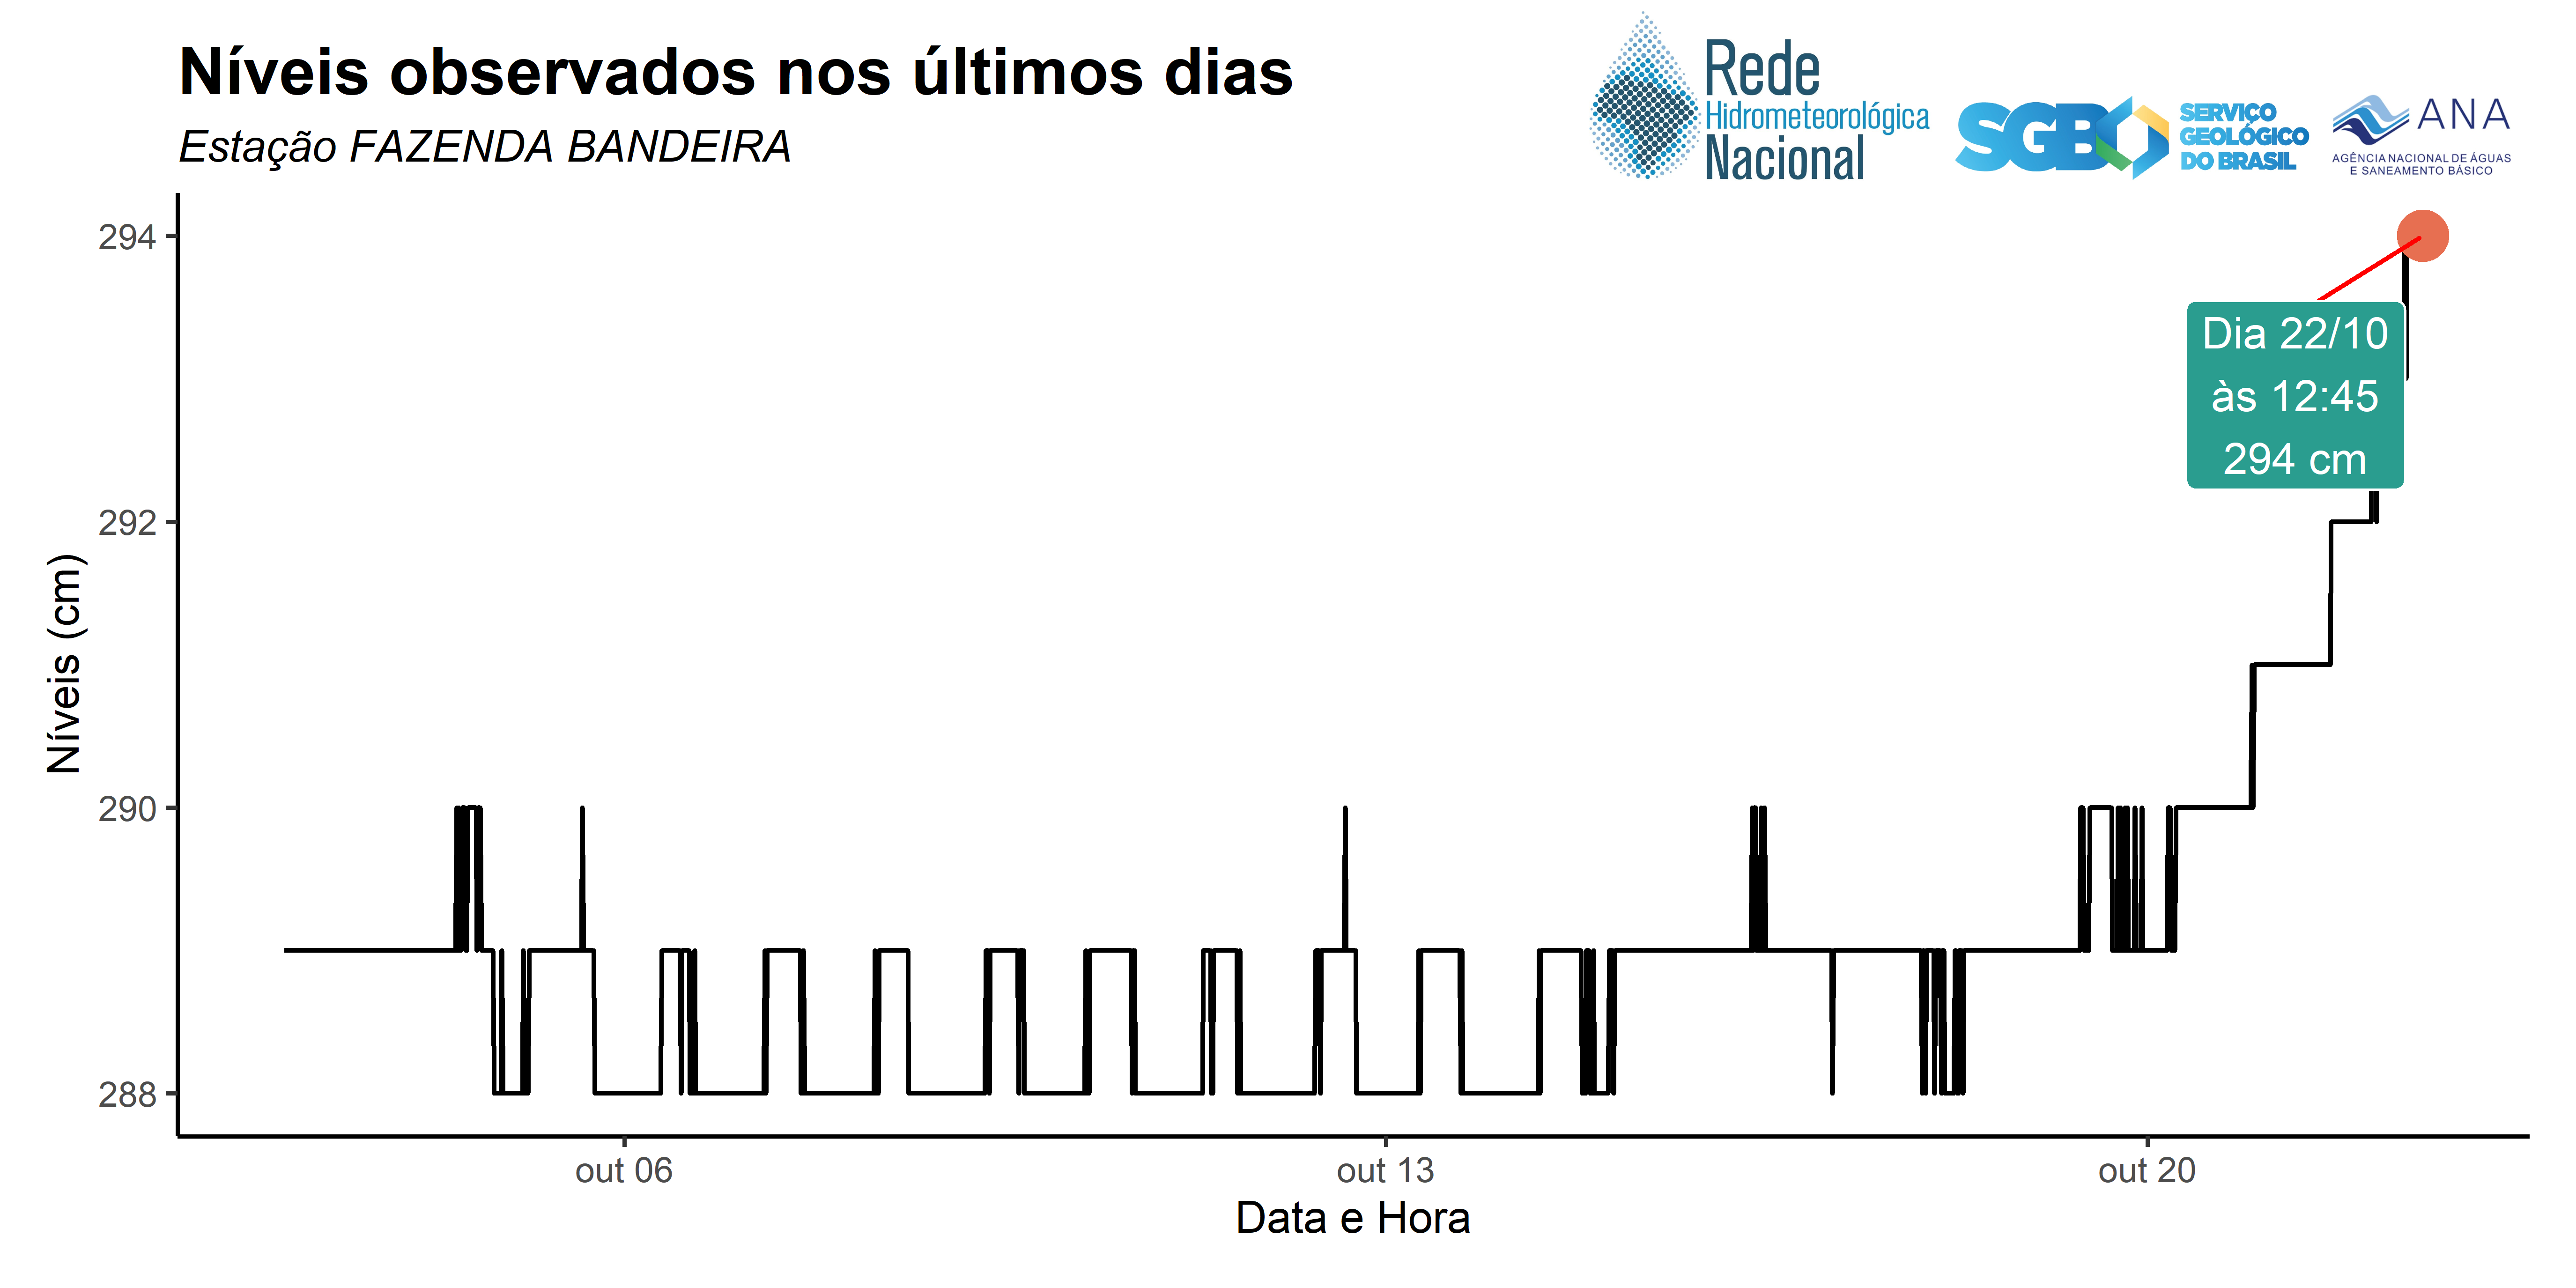 Níveis observados nos últimos dias
Estação FAZENDA BANDEIRA
Rede
Hidrometeorológica
Nacional
SGB
SERVIÇO
GEOLÓGICO
DO BRASIL
ANA
AGÊNCIA NACIONAL DE ÁGUAS
E SANEAMENTO BÁSICO
294
292
290
288
Níveis (cm)
Dia 22/10
às 12:45
294 cm
out 06
out 13
out 20
Data e Hora